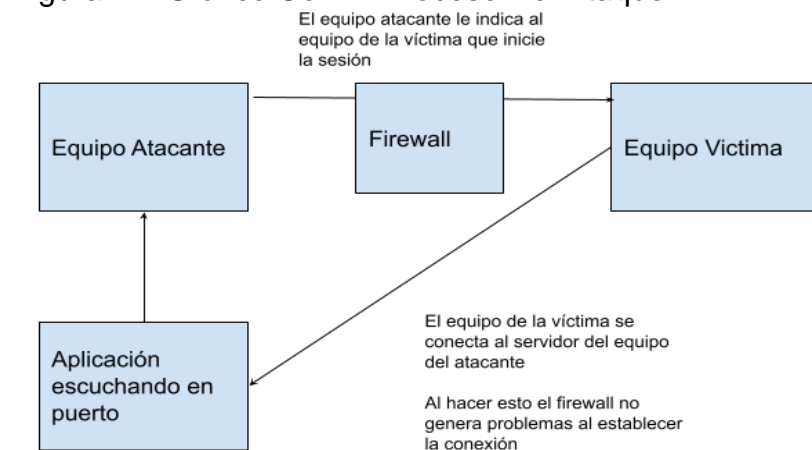 El equipo atacante le indica al
equipo de la víctima que inicie
la sesión
Equipo Atacante
Firewall
Equipo Victima
El equipo de la víctima se
conecta al servidor del equipo
del atacante
Aplicación
escuchando en
puerto
Al hacer esto el firewall no
genera problemas al establecer
la conexión